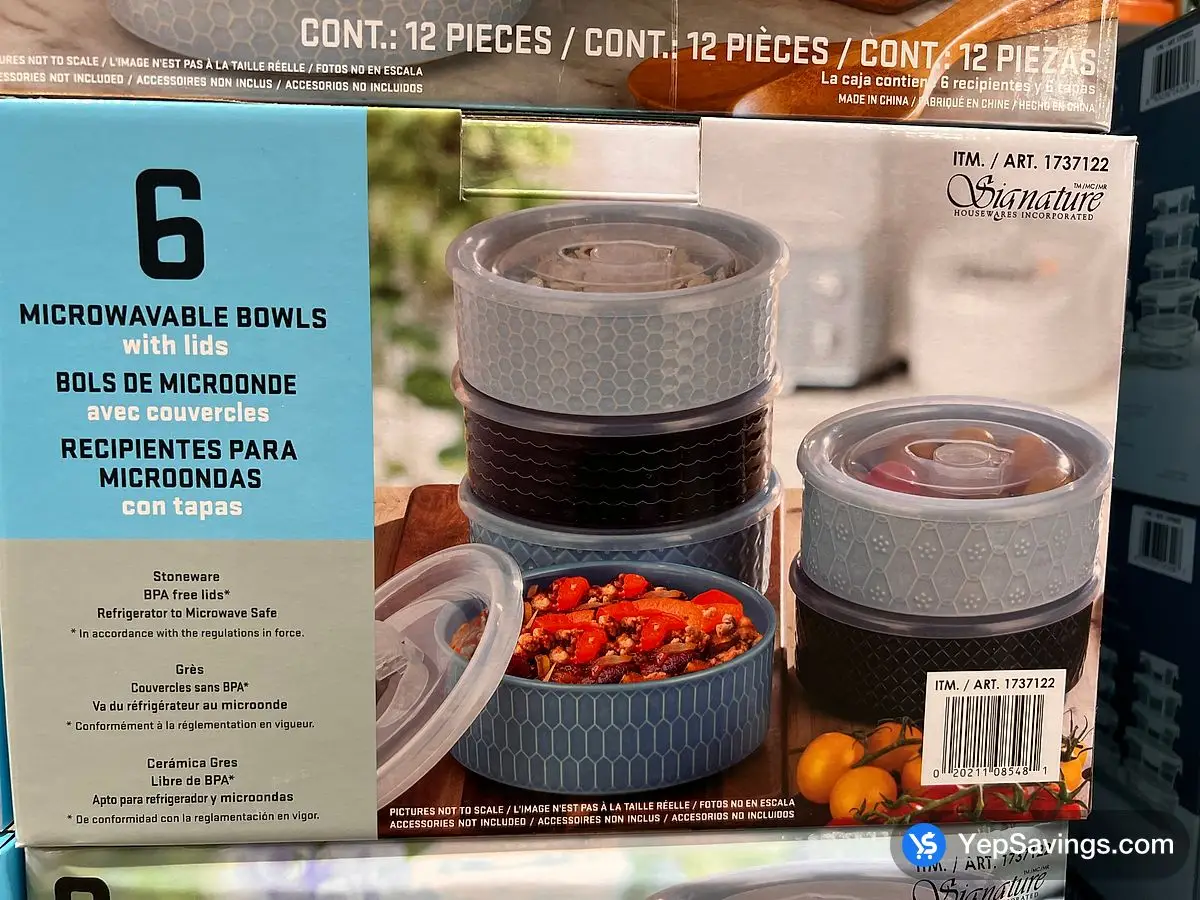 CONT.: 12 PIECES / CONT.: 12 PIÈCES / CONT.: 12 PIEZAS
La caja contiene 6 recipientes y 6 tapas
URES NOT TO SCALE / L'IMAGE N'EST PAS À LA TAILLE RÉELLE / FOTOS NO EN ESCALA
ESSORIES NOT INCLUDED / ACCESSOIRES NON INCLUS / ACCESORIOS NO INCLUIDOS
MADE IN CHINA / FABRIQUÉ EN CHINE / HECHO EN CHINA
6
MICROWAVABLE BOWLS
with lids
BOLS DE MICROONDE
avec couvercles
RECIPIENTES PARA
MICROONDAS
con tapas
Stoneware
BPA free lids*
Refrigerator to Microwave Safe
* In accordance with the regulations in force.
Grès
Couvercles sans BPA*
Va du réfrigérateur au microonde
* Conformément à la réglementation en vigueur.
Cerámica Gres
Libre de BPA*
Apto para refrigerador y microondas
* De conformidad con la reglamentación en vigor.
ITM. / ART. 1737122
Signature
TM/MC/MR
HOUSEWARES INCORPORATED
ITM. / ART. 1737122
0 20211 08548 1
PICTURES NOT TO SCALE / L'IMAGE N'EST PAS À LA TAILLE RÉELLE / FOTOS NO EN ESCALA
ACCESSORIES NOT INCLUDED / ACCESSOIRES NON INCLUS / ACCESORIOS NO INCLUIDOS
YepSavings.com
ITM. / ART. 1737122
Signature
6